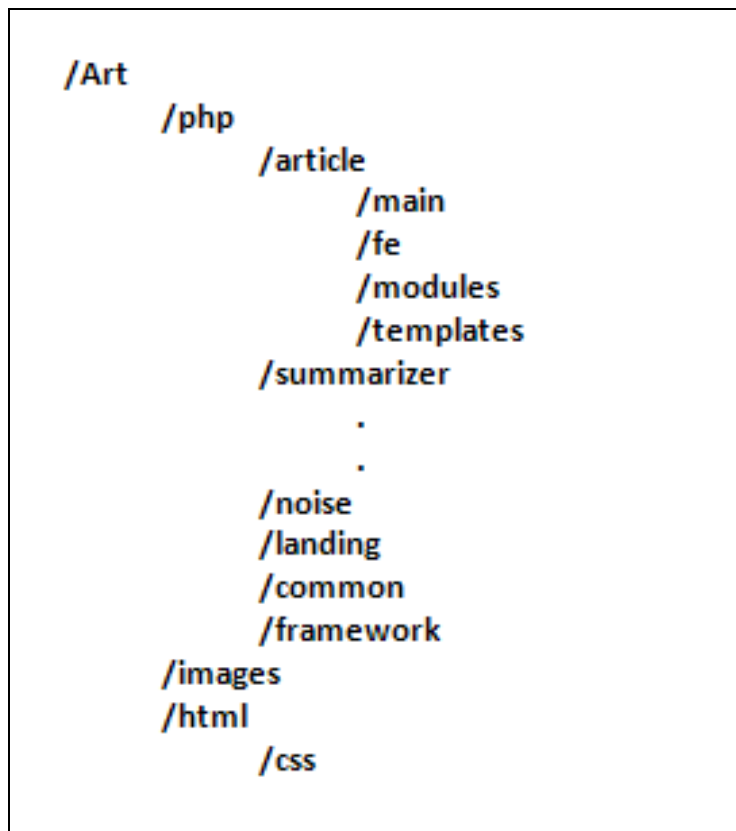 /Art
/php
/article
/main
/fe
/modules
/templates
/summarizer
.
.
/noise
/landing
/common
/framework
/images
/html
/css